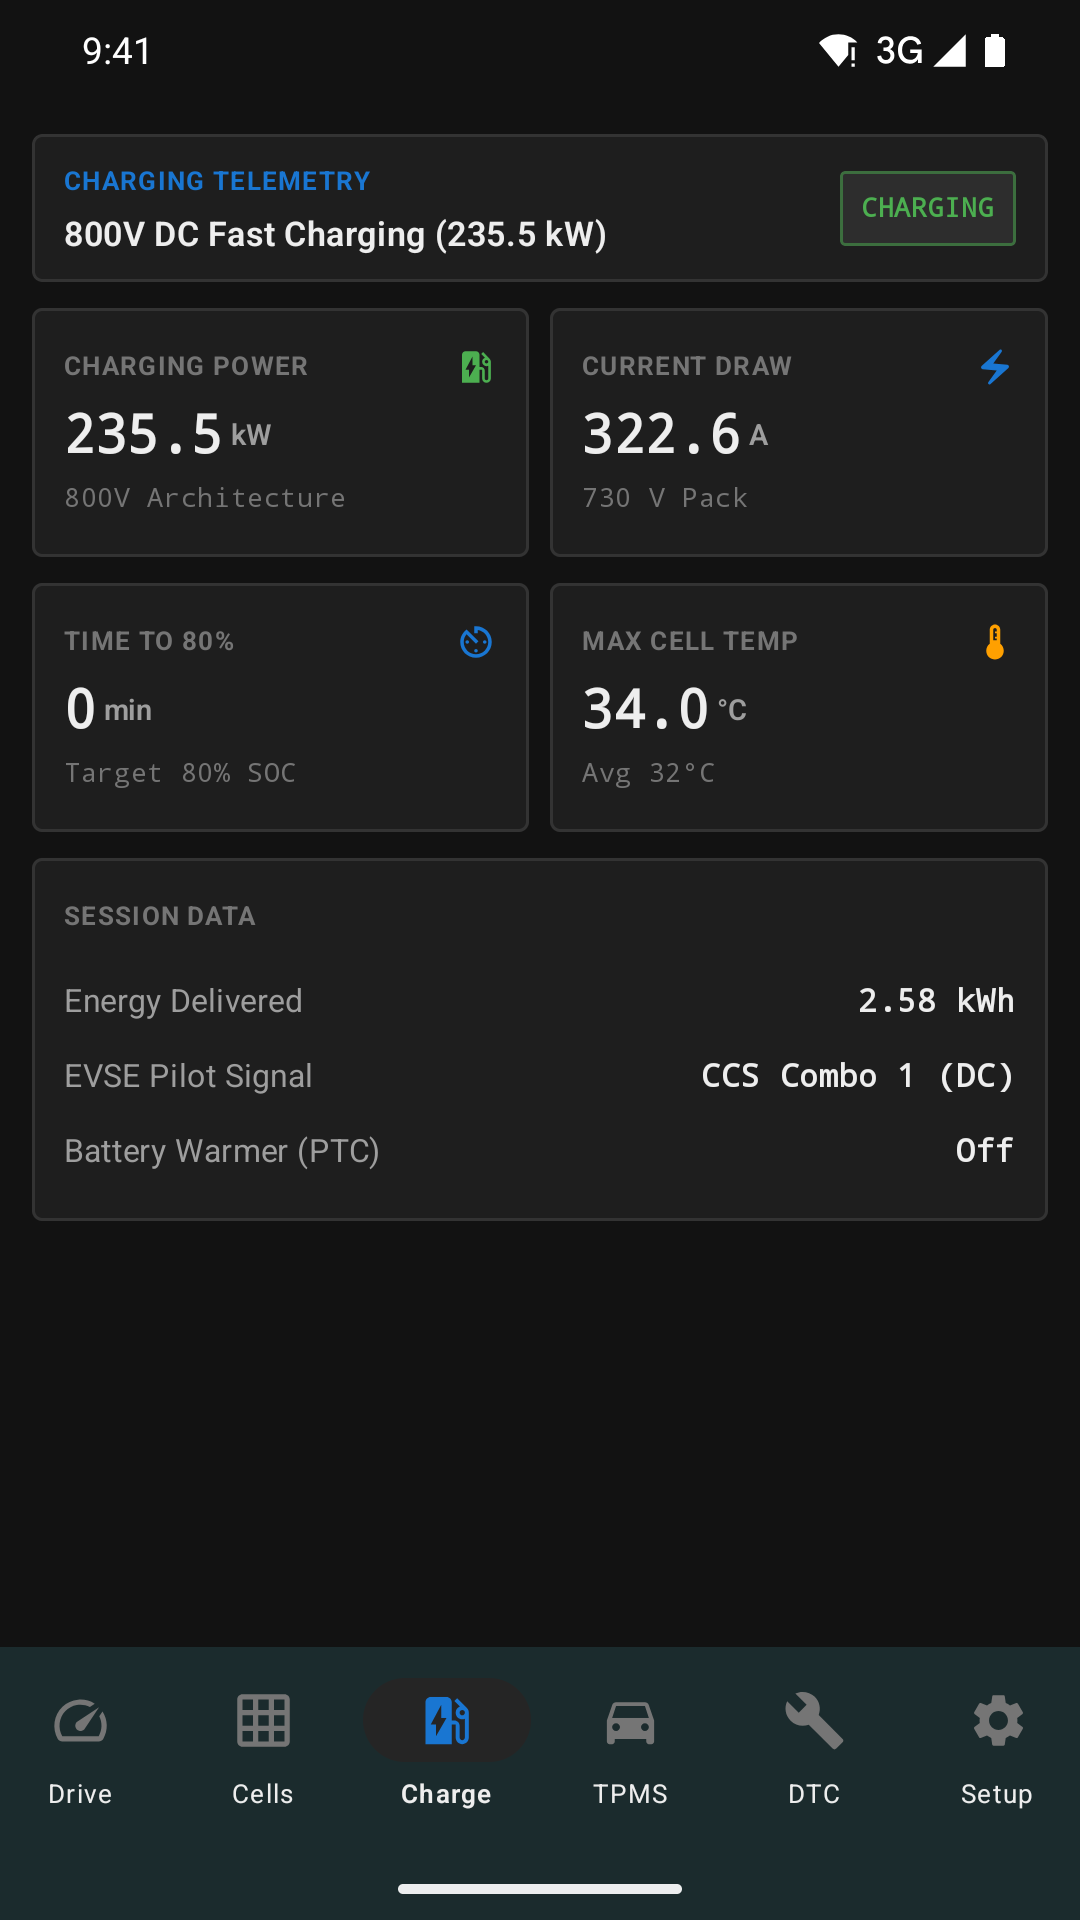 9:41
3G
CHARGING TELEMETRY
800V DC Fast Charging (235.5 kW)
CHARGING
CHARGING POWER
235.5 kW
800V Architecture
CURRENT DRAW
322.6 A
730 V Pack
TIME TO 80%
0 min
Target 80% SOC
MAX CELL TEMP
34.0 °C
Avg 32°C
SESSION DATA
Energy Delivered 2.58 kWh
EVSE Pilot Signal CCS Combo 1 (DC)
Battery Warmer (PTC) Off
Drive Cells Charge TPMS DTC Setup